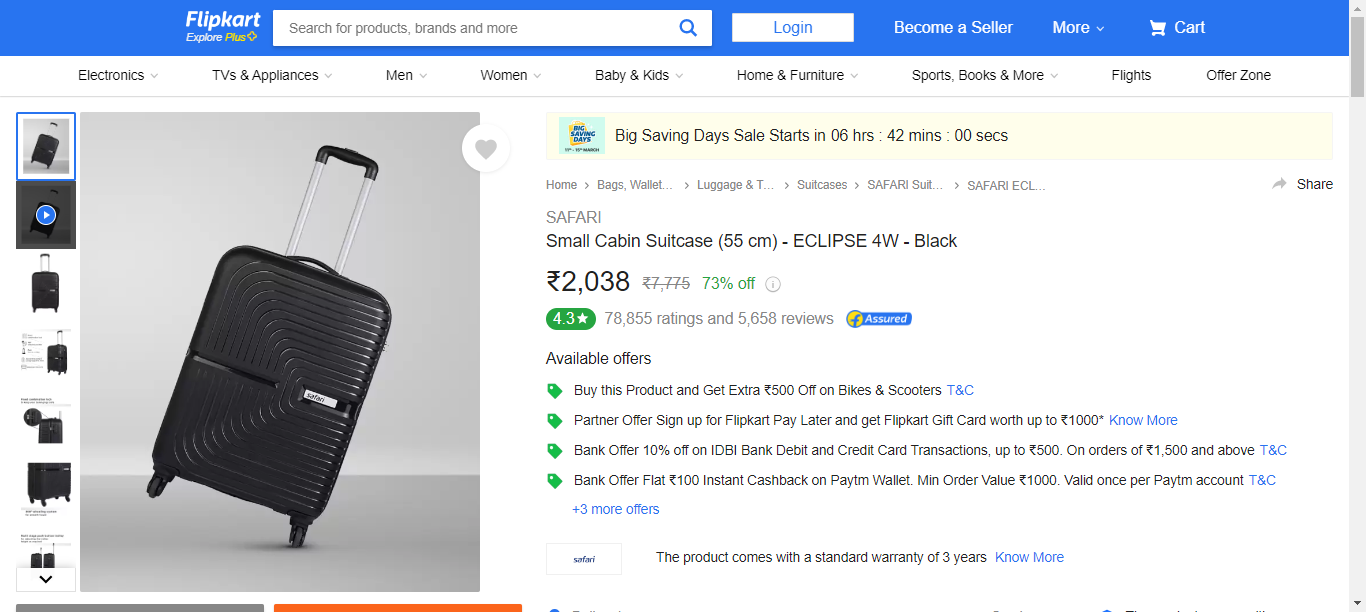 Flipkart
Explore Plus
Search for products, brands and more
Login
Become a Seller
More
Cart
Electronics
TVs & Appliances
Men
Women
Baby & Kids
Home & Furniture
Sports, Books & More
Flights
Offer Zone
BIG SAVING DAYS
Big Saving Days Sale Starts in 06 hrs : 42 mins : 00 secs
Home
Bags, Wallet...
Luggage & T...
Suitcases
SAFARI Suit...
SAFARI ECL...
Share
SAFARI
Small Cabin Suitcase (55 cm) - ECLIPSE 4W - Black
₹2,038 ₹7,775 73% off
4.3★ 78,855 ratings and 5,658 reviews
Assured
Available offers
Buy this Product and Get Extra ₹500 Off on Bikes & Scooters T&C
Partner Offer Sign up for Flipkart Pay Later and get Flipkart Gift Card worth up to ₹1000* Know More
Bank Offer 10% off on IDBI Bank Debit and Credit Card Transactions, up to ₹500. On orders of ₹1,500 and above T&C
Bank Offer Flat ₹100 Instant Cashback on Paytm Wallet. Min Order Value ₹1000. Valid once per Paytm account T&C
+3 more offers
safari
The product comes with a standard warranty of 3 years Know More
safari